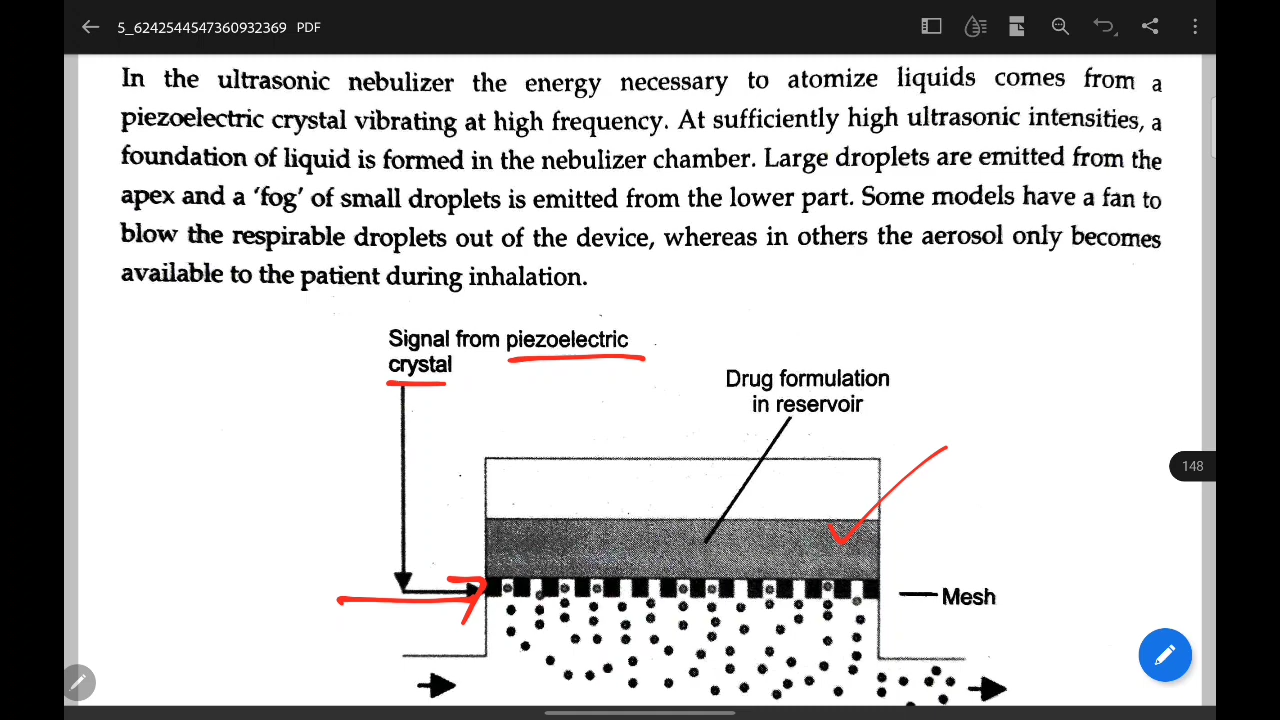 5_6242544547360932369 PDF
In the ultrasonic nebulizer the energy necessary to atomize liquids comes from a
piezoelectric crystal vibrating at high frequency. At sufficiently high ultrasonic intensities, a
foundation of liquid is formed in the nebulizer chamber. Large droplets are emitted from the
apex and a ‘fog’ of small droplets is emitted from the lower part. Some models have a fan to
blow the respirable droplets out of the device, whereas in others the aerosol only becomes
available to the patient during inhalation.
Signal from piezoelectric
crystal
Drug formulation
in reservoir
148
Mesh